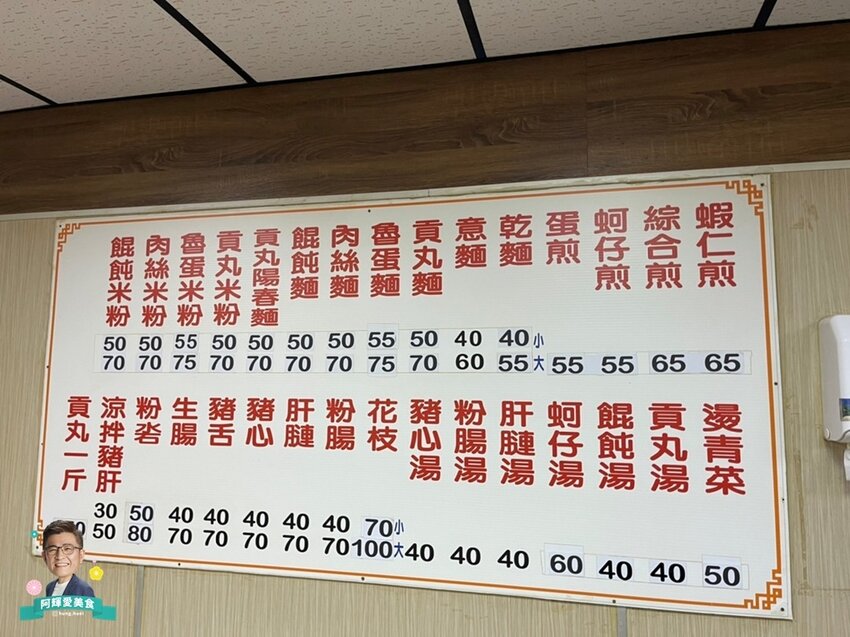 蝦仁煎 65
綜合煎 65
蚵仔煎 55
蛋煎 55
乾麵 小 40 大 55
意麵 40 60
貢丸麵 50 70
魯蛋麵 55 75
肉絲麵 50 70
餛飩麵 50 70
貢丸陽春麵 50 70
貢丸米粉 50 70
魯蛋米粉 55 75
肉絲米粉 50 70
餛飩米粉 50 70
燙青菜 50
貢丸湯 40
餛飩湯 40
蚵仔湯 60
肝腱湯 40
粉腸湯 40
豬心湯 40
花枝 小 70 大 100
粉腸 40 70
肝腱 40 70
豬心 40 70
豬舌 40 70
生腸 40 70
粉砻 50 80
涼拌豬肝 30 50
貢丸一斤
阿輝愛美食